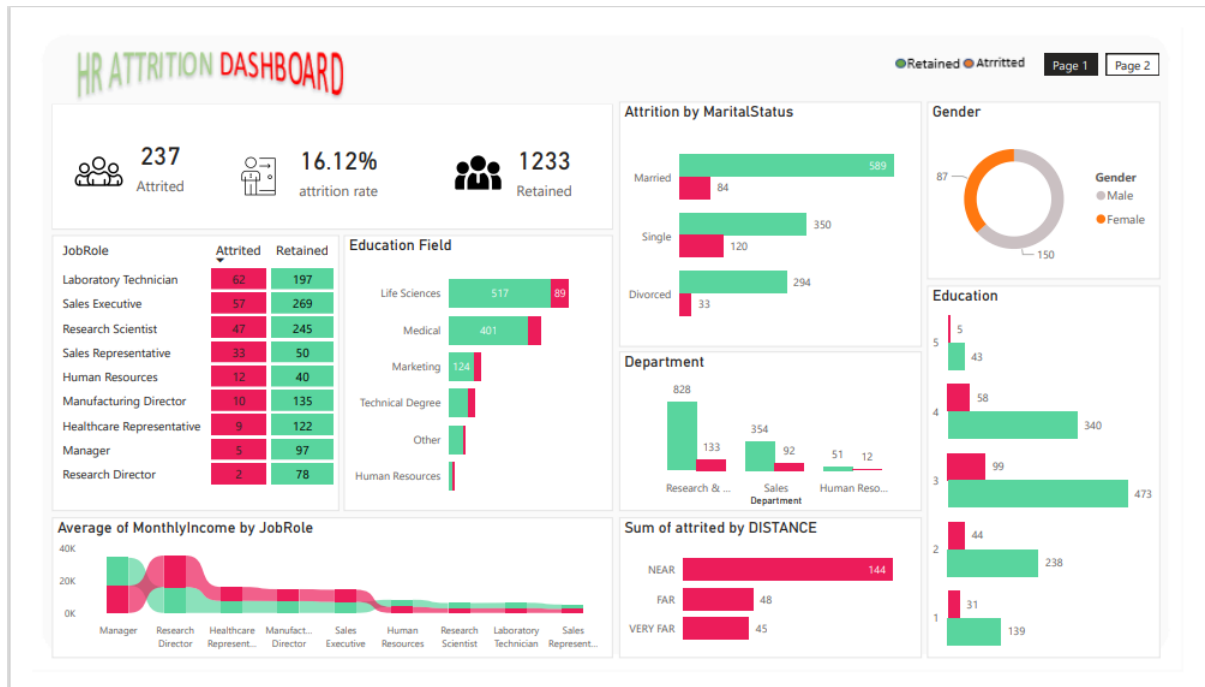 HR ATTRITION DASHBOARD
Retained Atrritted
Page 1
Page 2
237
Attrited
16.12%
attrition rate
1233
Retained
JobRole Attrited Retained
Laboratory Technician 62 197
Sales Executive 57 269
Research Scientist 47 245
Sales Representative 33 50
Human Resources 12 40
Manufacturing Director 10 135
Healthcare Representative 9 122
Manager 5 97
Research Director 2 78
Education Field
Life Sciences 517 89
Medical 401
Marketing 124
Technical Degree
Other
Human Resources
Attrition by MaritalStatus
Married 589
84
Single 350
120
Divorced 294
33
Gender
87
150
Gender
Male
Female
Department
828 133
354 92
51 12
Research & ...
Sales
Human Reso...
Department
Education
5 5
43
4 58
340
3 99
473
2 44
238
1 31
139
Average of MonthlyIncome by JobRole
40K
20K
0K
Manager
Research
Director
Healthcare
Represent...
Manufact...
Director
Sales
Executive
Human
Resources
Research
Scientist
Laboratory
Technician
Sales
Represent...
Sum of attrited by DISTANCE
NEAR 144
FAR 48
VERY FAR 45